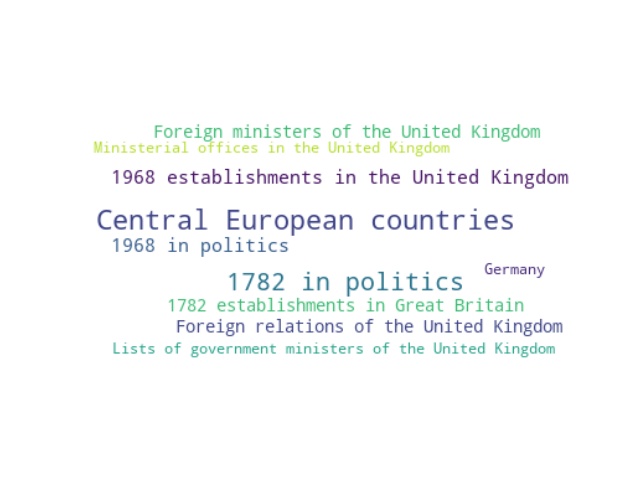 Foreign ministers of the United Kingdom
Ministerial offices in the United Kingdom
1968 establishments in the United Kingdom
Central European countries
1968 in politics
Germany
1782 in politics
1782 establishments in Great Britain
Foreign relations of the United Kingdom
Lists of government ministers of the United Kingdom